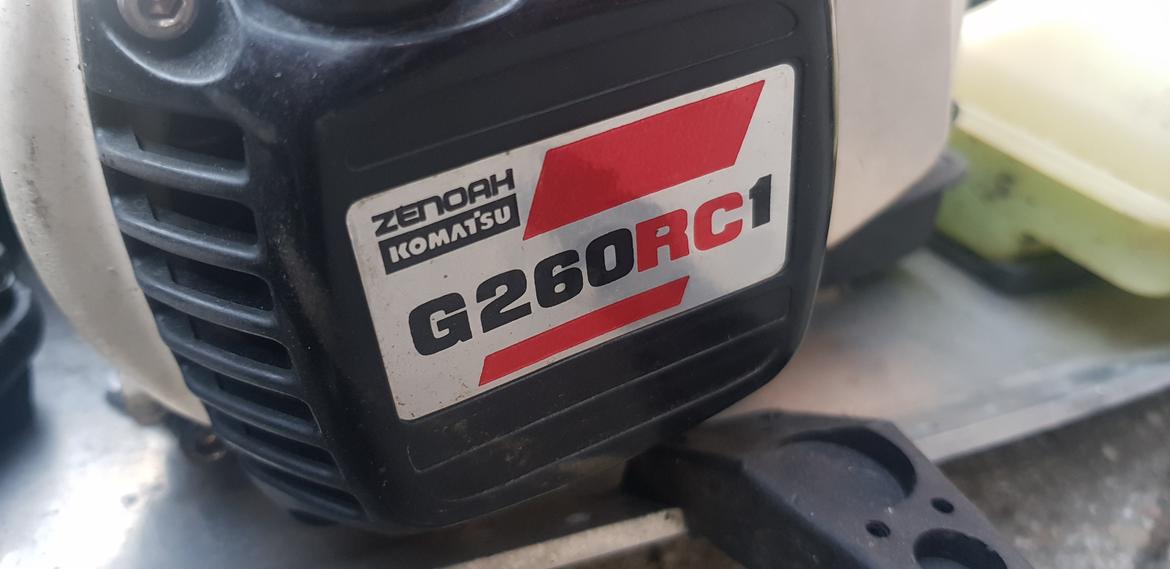 ZENOAH
KOMATSU
G260RC1